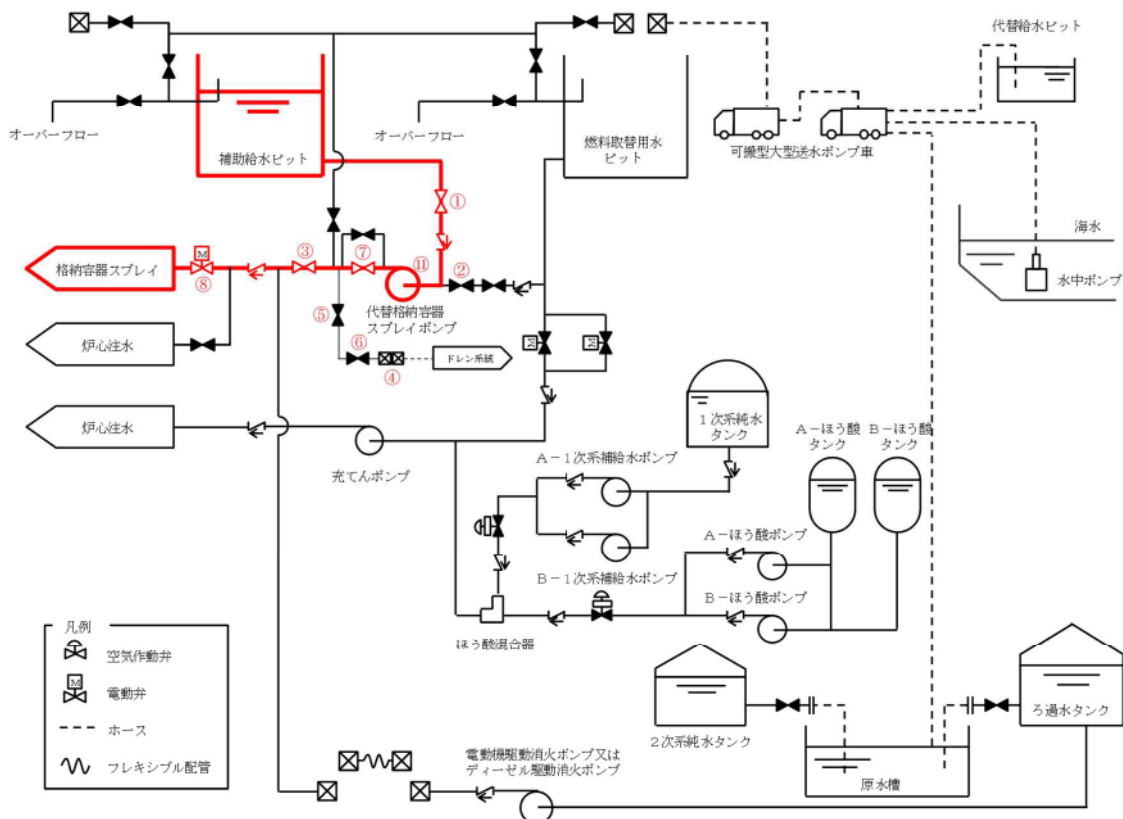 代替給水ピット
オーバーフロー
オーバーフロー
補助給水ピット
燃料取替用水
ピット
可搬型大型送水ポンプ車
海水
水中ポンプ
①
③
⑦
⑪
②
M
格納容器スプレイ
⑧
代替格納容器
スプレイポンプ
⑤
⑥
④
ドレン系統
M
M
炉心注水
炉心注水
充てんポンプ
1次系純水
タンク
A-ほう酸
タンク
B-ほう酸
タンク
A-1次系補給水ポンプ
B-1次系補給水ポンプ
A-ほう酸ポンプ
B-ほう酸ポンプ
ほう酸混合器
凡例
空気作動弁
M
電動弁
ホース
フレキシブル配管
2次系純水タンク
ろ過水タンク
原水槽
電動機駆動消火ポンプ又は
ディーゼル駆動消火ポンプ